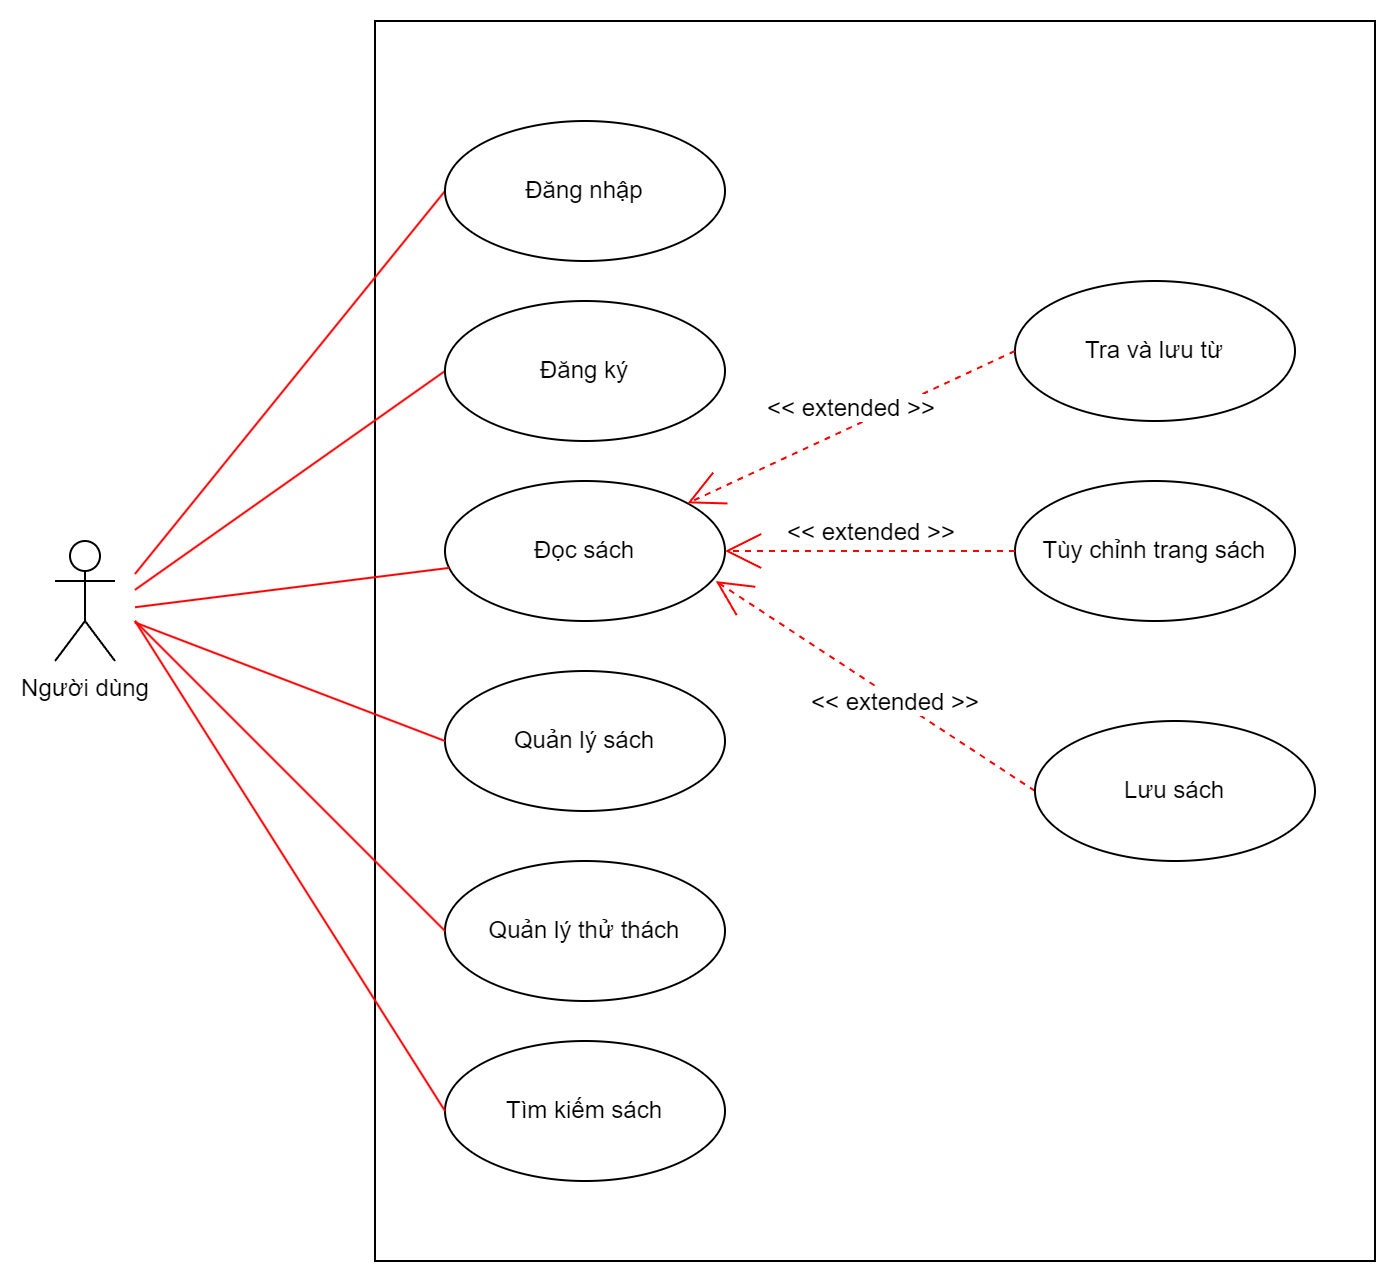 Đăng nhập
Đăng ký
Tra và lưu từ
<< extended >>
Đọc sách
<< extended >>
Tùy chỉnh trang sách
Người dùng
<< extended >>
Quản lý sách
Lưu sách
Quản lý thử thách
Tìm kiếm sách